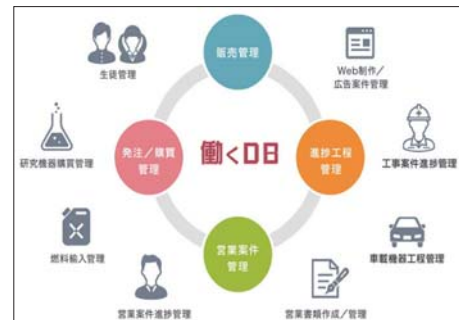 販売管理
生徒管理
Web制作／
広告案件管理
研究機器購買管理
発注／購買
管理
働くDB
進捗工程
管理
工事案件進捗管理
燃料輸入管理
営業案件
管理
車載機器工程管理
営業案件進捗管理
営業書類作成／管理